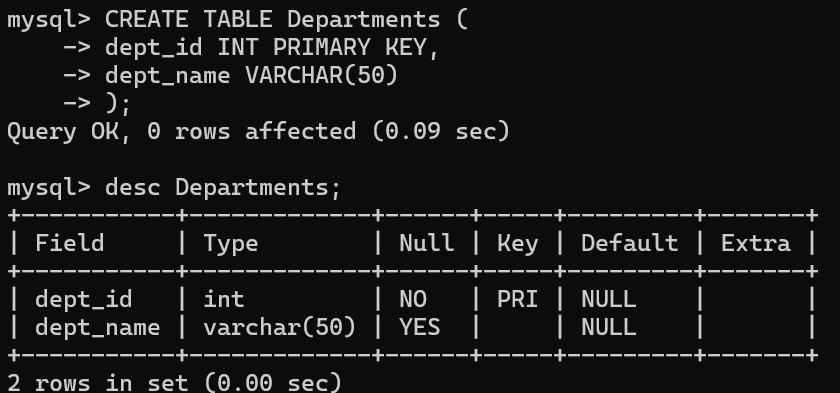 mysql> CREATE TABLE Departments (
    -> dept_id INT PRIMARY KEY,
    -> dept_name VARCHAR(50)
    -> );
Query OK, 0 rows affected (0.09 sec)

mysql> desc Departments;
+-----------+-------------+------+-----+---------+-------+
| Field     | Type        | Null | Key | Default | Extra |
+-----------+-------------+------+-----+---------+-------+
| dept_id   | int         | NO   | PRI | NULL    |       |
| dept_name | varchar(50) | YES  |     | NULL    |       |
+-----------+-------------+------+-----+---------+-------+
2 rows in set (0.00 sec)